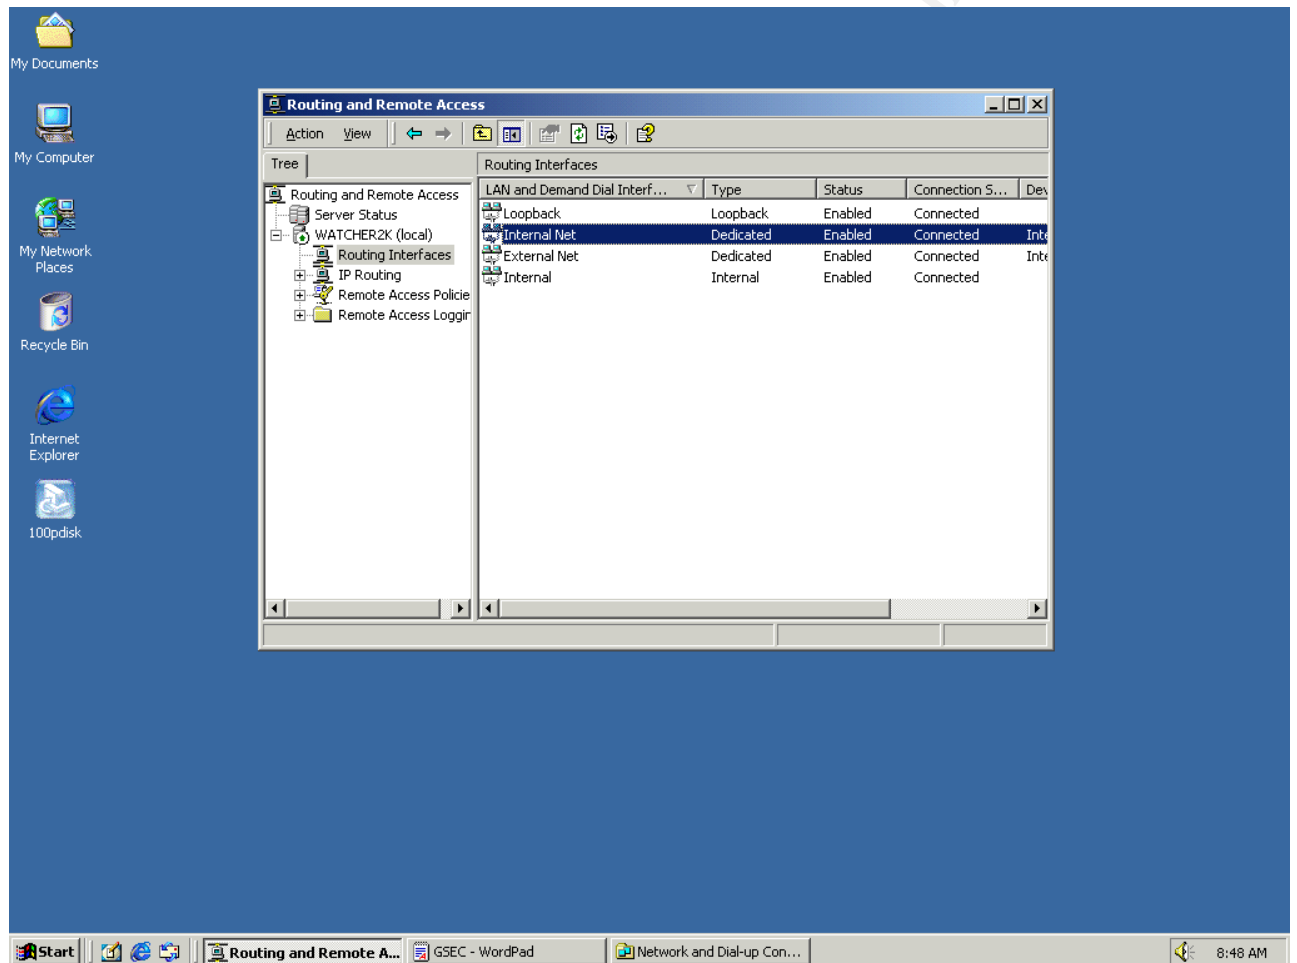 My Documents
My Computer
My Network
Places
Recycle Bin
Internet
Explorer
100pdisk
Routing and Remote Access
Action View
Tree
Routing and Remote Access
Server Status
WATCHER2K (local)
Routing Interfaces
IP Routing
Remote Access Policie
Remote Access Loggin
Routing Interfaces
LAN and Demand Dial Interf... Type Status Connection S... Dev
Loopback Loopback Enabled Connected
Internal Net Dedicated Enabled Connected Inte
External Net Dedicated Enabled Connected Inte
Internal Internal Enabled Connected
Start Routing and Remote A... GSEC - WordPad Network and Dial-up Con... 8:48 AM